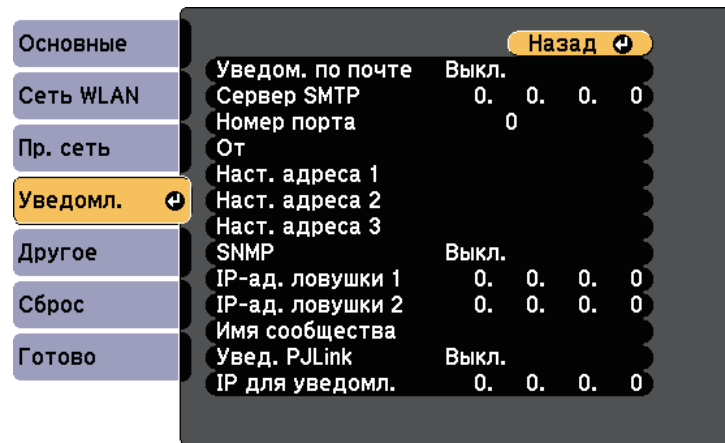 Основные
Сеть WLAN
Пр. сеть
Уведомл.
Другое
Сброс
Готово
Назад
Уведом. по почте Выкл.
Сервер SMTP 0. 0. 0. 0
Номер порта 0
От
Наст. адреса 1
Наст. адреса 2
Наст. адреса 3
SNMP Выкл.
IP-ад. ловушки 1 0. 0. 0. 0
IP-ад. ловушки 2 0. 0. 0. 0
Имя сообщества
Увед. PJLink Выкл.
IP для уведомл. 0. 0. 0. 0